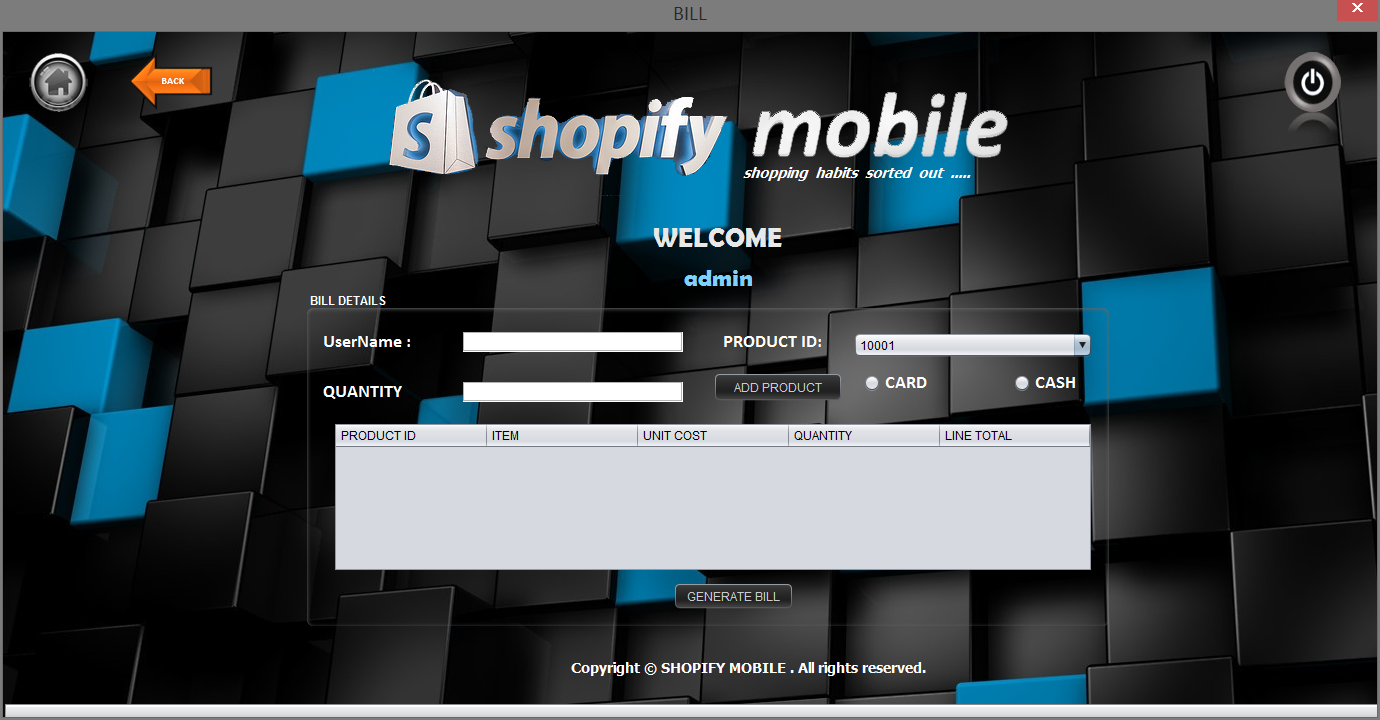 BILL
BACK
S shopify mobile
shopping habits sorted out .....
WELCOME
admin
BILL DETAILS
UserName : PRODUCT ID: 10001
QUANTITY ADD PRODUCT CARD CASH
PRODUCT ID ITEM UNIT COST QUANTITY LINE TOTAL
GENERATE BILL
Copyright © SHOPIFY MOBILE . All rights reserved.